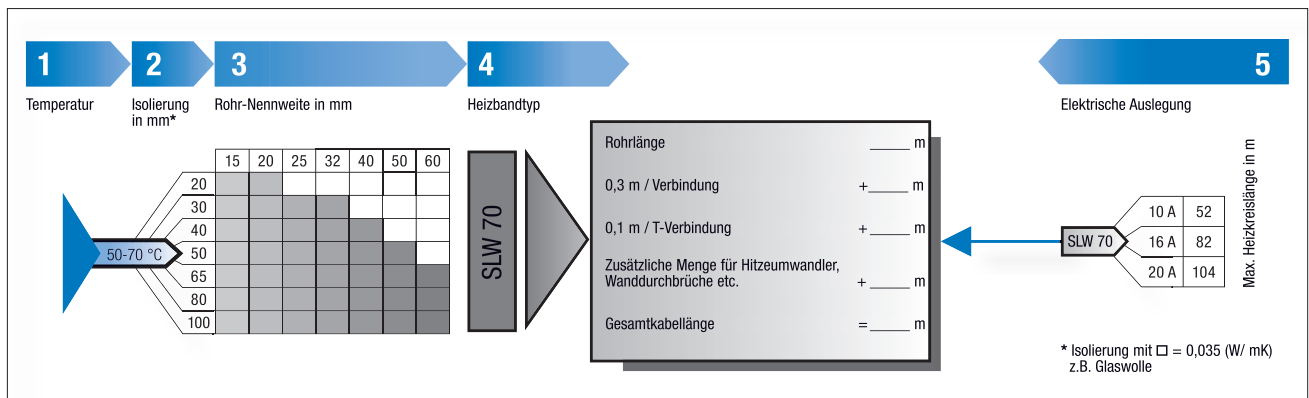 1
2
3
4
5
Temperatur
Isolierung
in mm*
Rohr-Nennweite in mm
Heizbandtyp
Elektrische Auslegung
15 20 25 32 40 50 60
20
30
40
50
65
80
100
50-70 °C
SLW 70
Rohrlänge _____ m
0,3 m / Verbindung +_____ m
0,1 m / T-Verbindung +_____ m
Zusätzliche Menge für Hitzeumwandler,
Wanddurchbrüche etc. + _____ m
Gesamtkabellänge =_____ m
SLW 70
10 A 52
16 A 82
20 A 104
Max. Heizkreislänge in m
* Isolierung mit □ = 0,035 (W/ mK)
z.B. Glaswolle